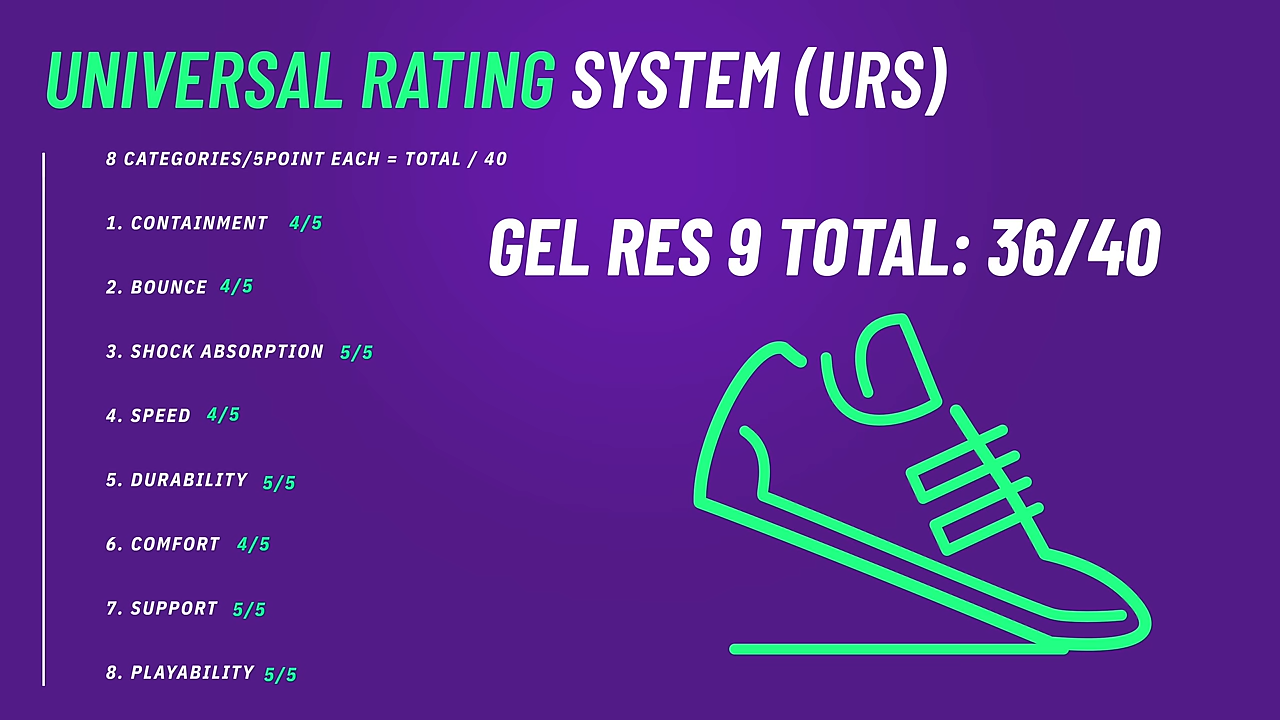 UNIVERSAL RATING SYSTEM (URS)
8 CATEGORIES/5POINT EACH = TOTAL / 40
1. CONTAINMENT 4/5
GEL RES 9 TOTAL: 36/40
2. BOUNCE 4/5
3. SHOCK ABSORPTION 5/5
4. SPEED 4/5
5. DURABILITY 5/5
6. COMFORT 4/5
7. SUPPORT 5/5
8. PLAYABILITY 5/5